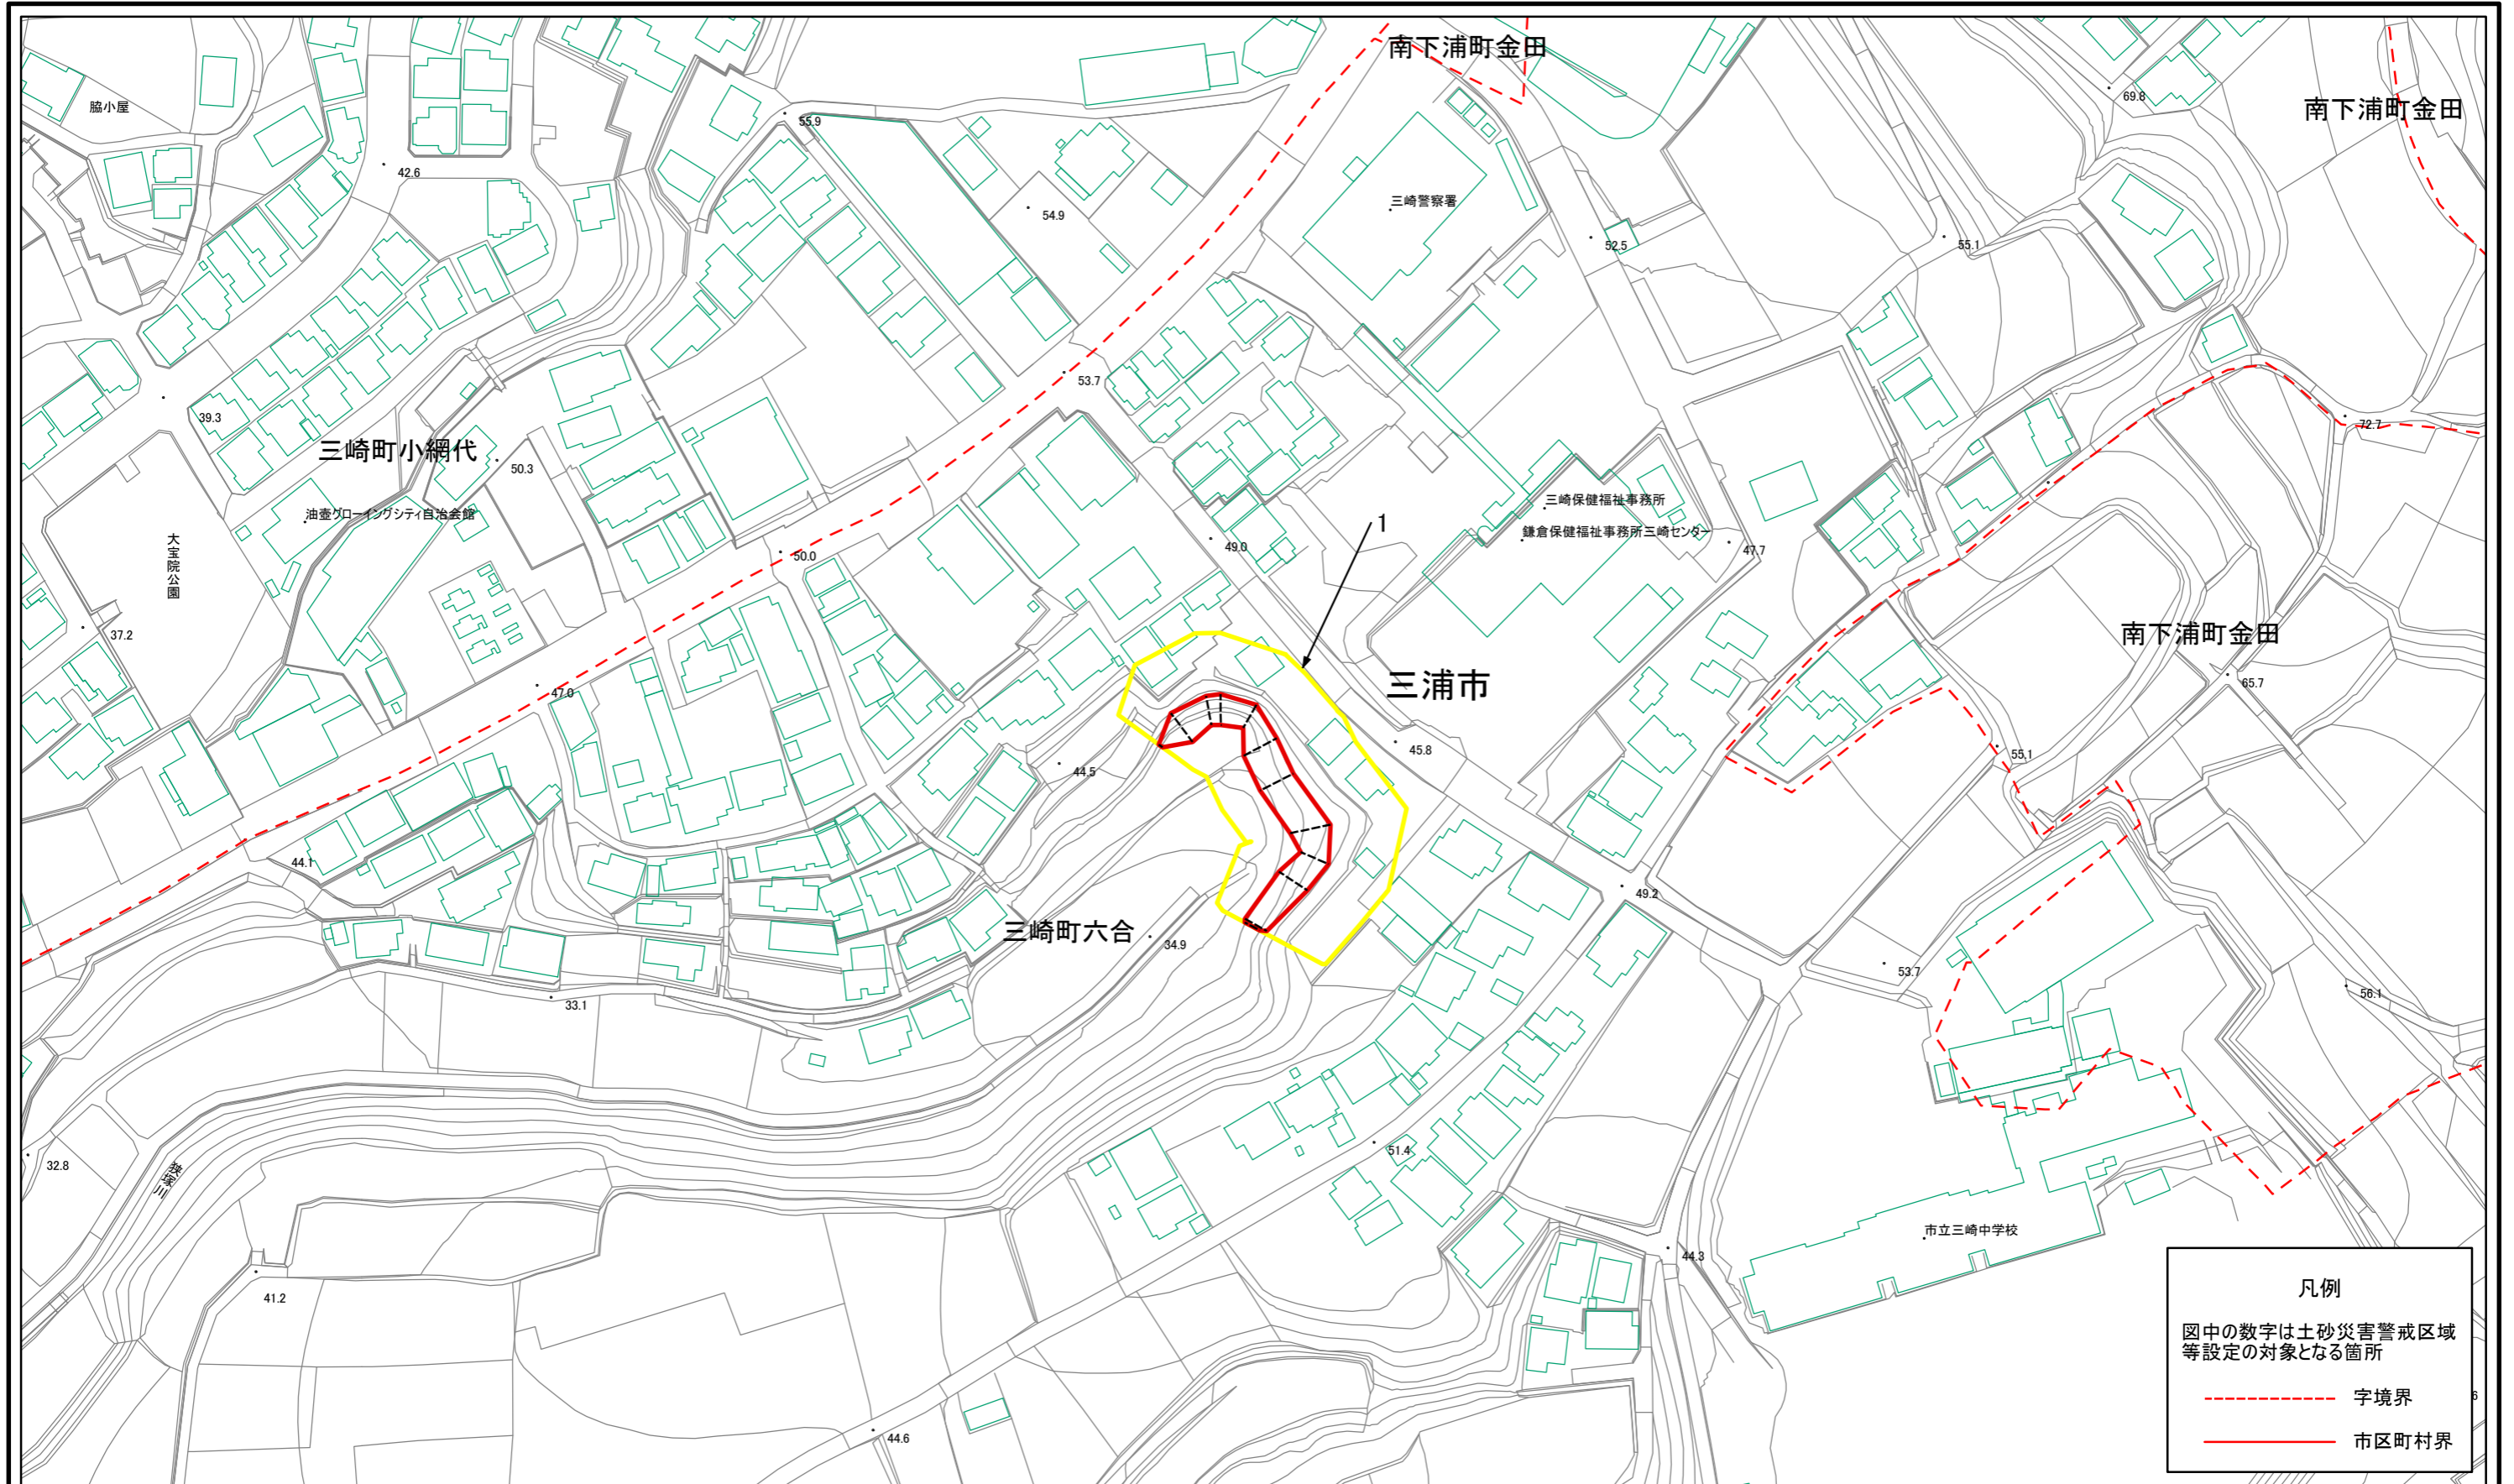 南下浦町金田
69.8
南下浦町金田
脇小屋
55.9
42.6
54.9
三崎警察署
52.5
55.1
53.7
39.3
72.7
三崎町小網代
50.3
三崎保健福祉事務所
油壺グローイングシティ自治会館
1
鎌倉保健福祉事務所三崎センター
49.0
47.7
50.0
大宝院公園
37.2
南下浦町金田
三浦市
65.7
47.0
45.8
55.1
44.5
44.1
49.2
三崎町六合
34.9
53.7
56.1
33.1
51.4
32.8
狭塚川
市立三崎中学校
44.3
41.2
凡例
図中の数字は土砂災害警戒区域
等設定の対象となる箇所
字境界
6
市区町村界
44.6